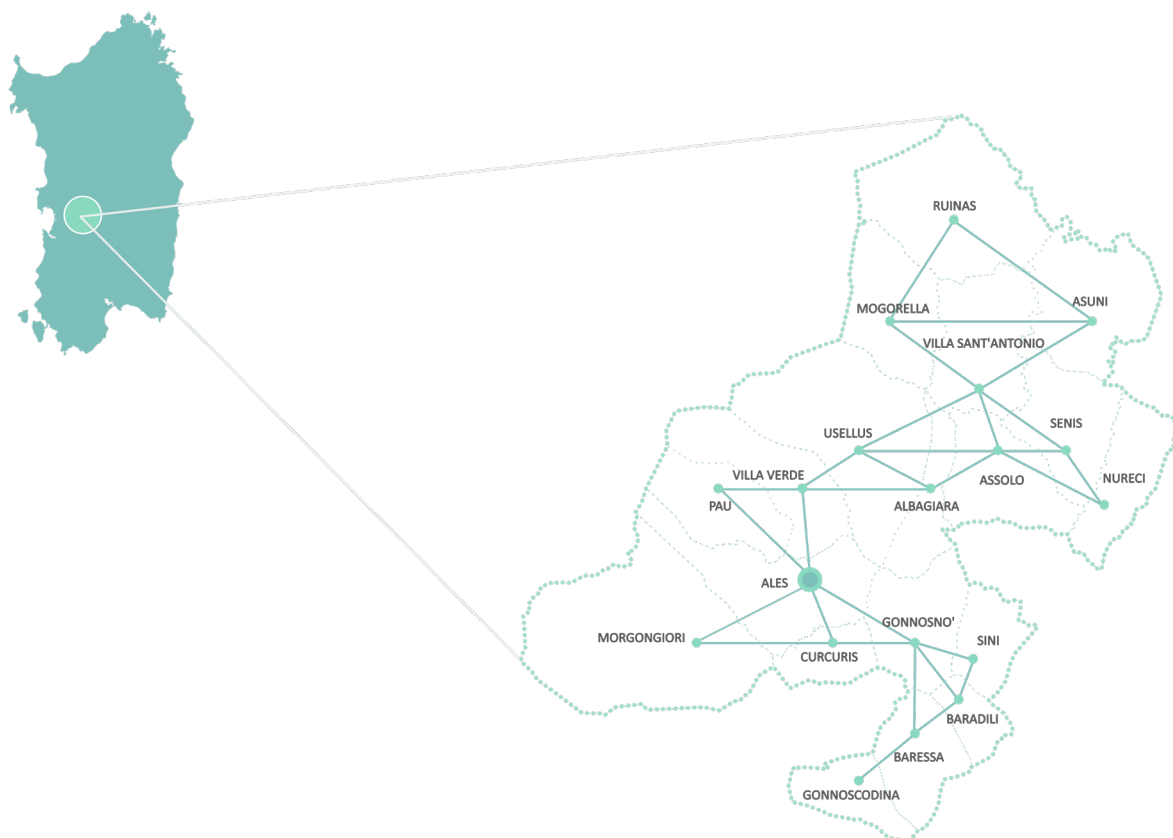 RUINAS
MOGORELLA
ASUNI
VILLA SANT'ANTONIO
USELLUS
SENIS
VILLA VERDE
ASSOLO
NURECI
PAU
ALBAGIARA
ALES
GONNOSNO'
MORGONGIORI
CURCURIS
SINI
BARADILI
BARESSA
GONNOSCODINA